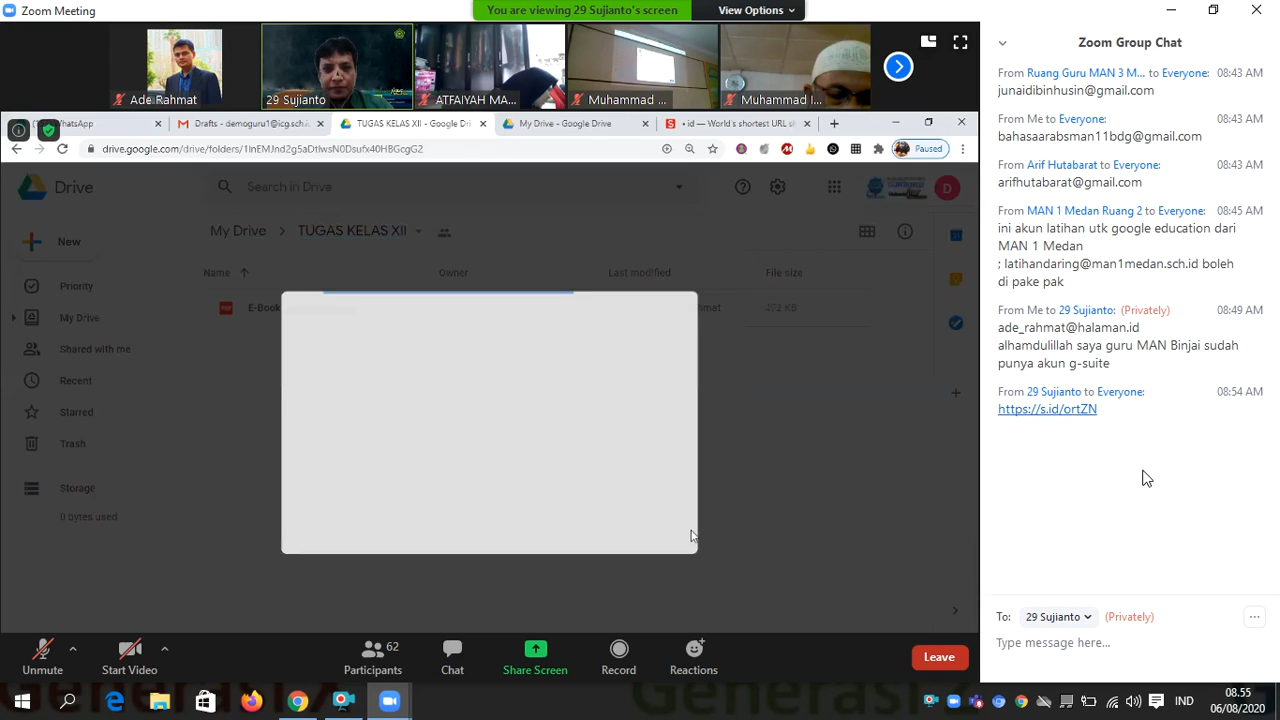 Zoom Meeting
You are viewing 29 Sujianto's screen
View Options
Ade Rahmat
29 Sujianto
ATFAIYAH MA...
Muhammad ...
Muhammad I...
WhatsApp
Drafts - demoguru1@icg.sch.
TUGAS KELAS XII - Google Dri
My Drive - Google Drive
• id — World's shortest URL sh
Paused
Drive
Search in Drive
D
New
My Drive
TUGAS KELAS XII
Name
Owner
Last modified
File size
Priority
My Drive
Shared with me
Recent
Starred
Trash
Storage
0 bytes used
E-Book
272 KB
Zoom Group Chat
From Ruang Guru MAN 3 M... to Everyone: 08:43 AM
junaidibinhusin@gmail.com
From Me to Everyone: 08:43 AM
bahasaarabsman11bdg@gmail.com
From Arif Hutabarat to Everyone: 08:43 AM
arifhutabarat@gmail.com
From MAN 1 Medan Ruang 2 to Everyone: 08:45 AM
ini akun latihan utk google education dari
MAN 1 Medan
; latihandaring@man1medan.sch.id boleh
di pake pak
From Me to 29 Sujianto: (Privately) 08:49 AM
ade_rahmat@halaman.id
alhamdulillah saya guru MAN Binjai sudah
punya akun g-suite
From 29 Sujianto to Everyone: 08:54 AM
https://s.id/ortZN
To: 29 Sujianto (Privately)
Type message here...
Unmute
Start Video
62
Participants
Chat
Share Screen
Record
Reactions
Leave
IND
08.55
06/08/2020